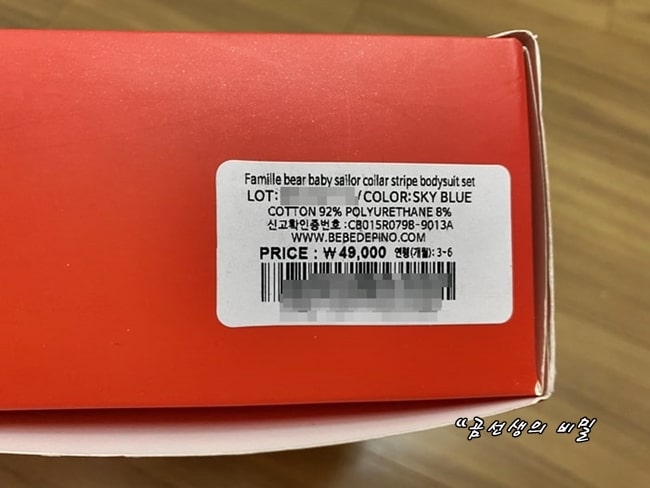 Famille bear baby sailor collar stripe bodysuit set
LOT: / COLOR:SKY BLUE
COTTON 92% POLYURETHANE 8%
신고확인증번호 :CB015R079B-9013A
WWW.BEBEDEPINO.COM
PRICE : ₩ 49,000 연령(개월): 3-6
“곰선생의 비밀